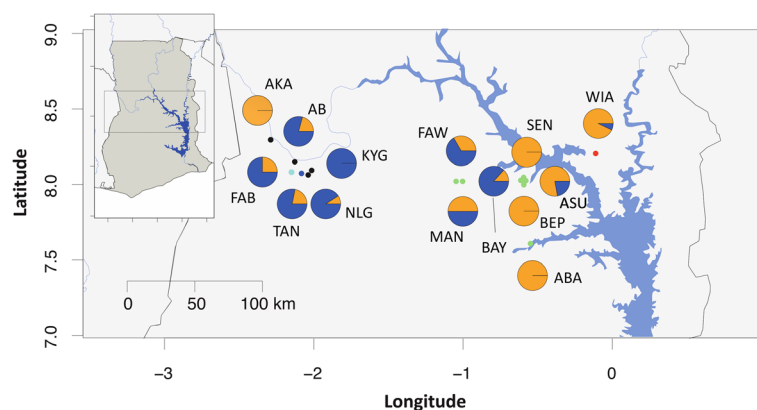 9.0
8.5
8.0
7.5
7.0
Latitude
AKA
AB
KYG
FAB
TAN
NLG
FAW
SEN
WIA
MAN
BAY
BEP
ASU
ABA
0 50 100 km
−3 −2 −1 0
Longitude